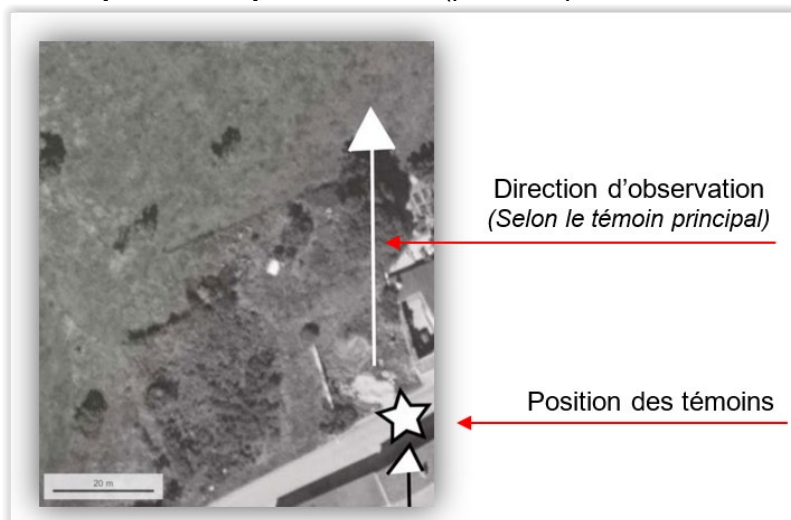 Direction d'observation
(Selon le témoin principal)
Position des témoins
20 m